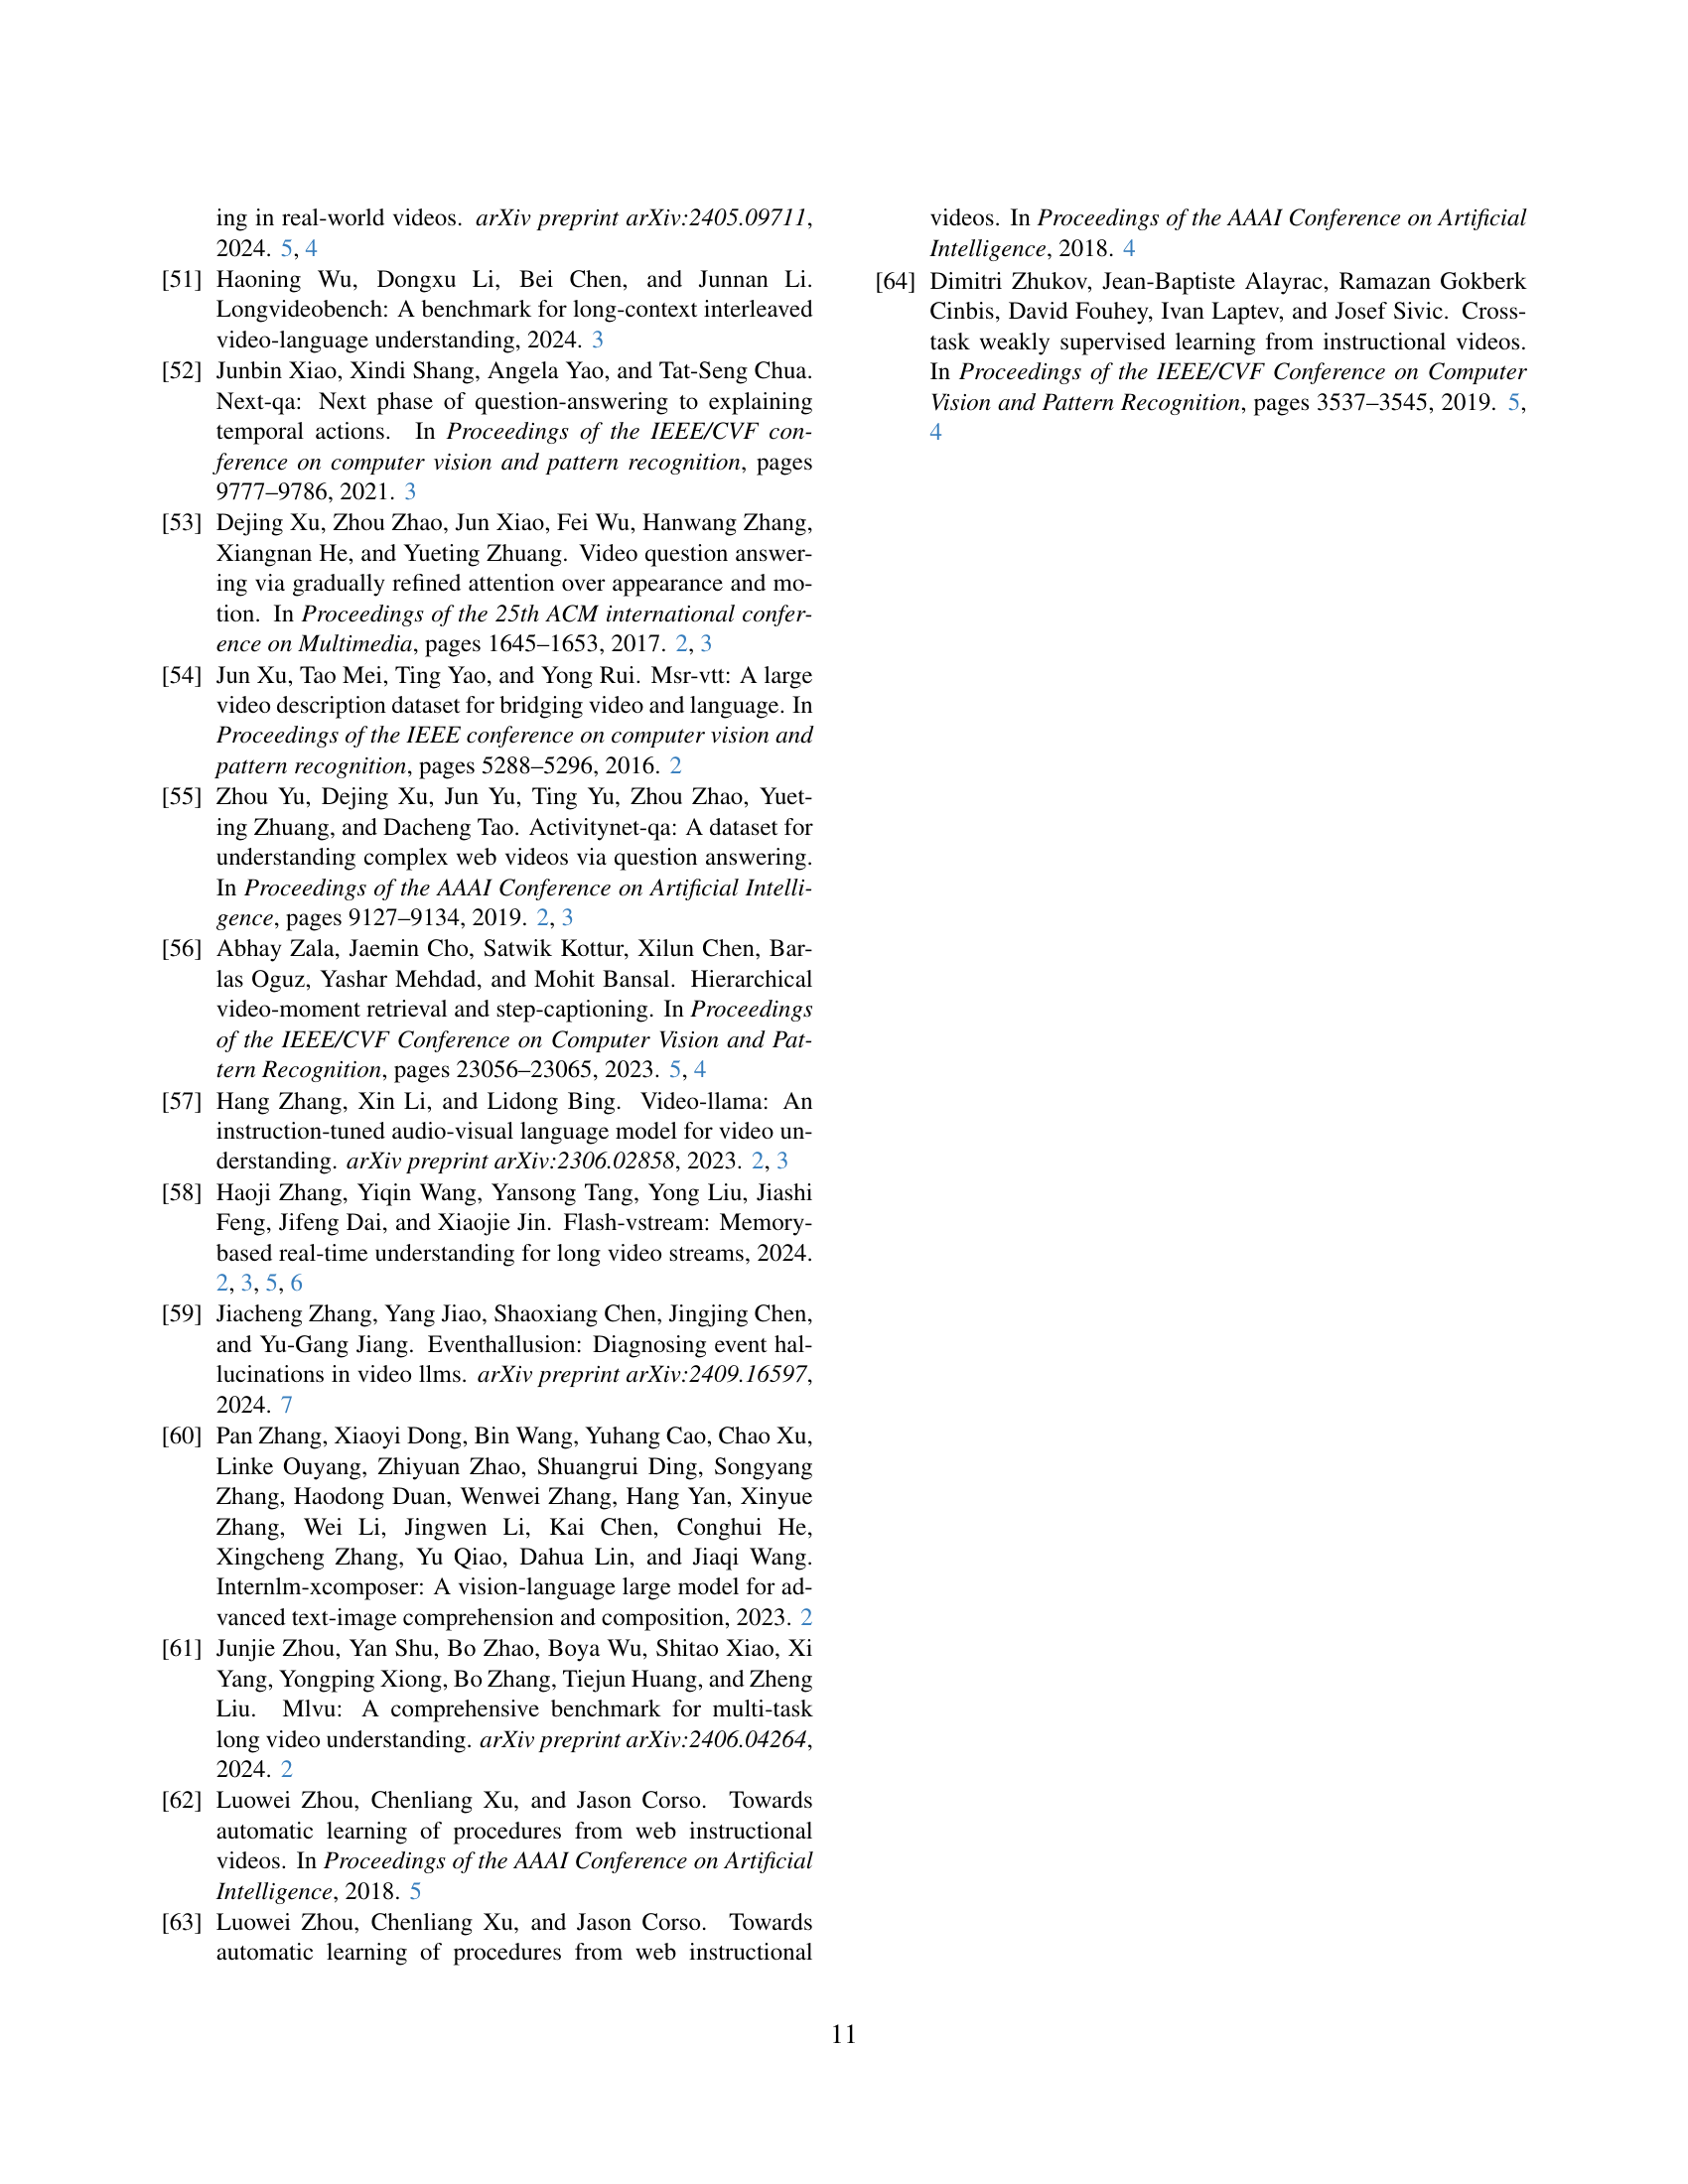 ing in real-world videos. arXiv preprint arXiv:2405.09711,
2024. 5, 4
[51] Haoning Wu, Dongxu Li, Bei Chen, and Junnan Li.
Longvideobench: A benchmark for long-context interleaved
video-language understanding, 2024. 3
[52] Junbin Xiao, Xindi Shang, Angela Yao, and Tat-Seng Chua.
Next-qa: Next phase of question-answering to explaining
temporal actions. In Proceedings of the IEEE/CVF con-
ference on computer vision and pattern recognition, pages
9777–9786, 2021. 3
[53] Dejing Xu, Zhou Zhao, Jun Xiao, Fei Wu, Hanwang Zhang,
Xiangnan He, and Yueting Zhuang. Video question answer-
ing via gradually refined attention over appearance and mo-
tion. In Proceedings of the 25th ACM international confer-
ence on Multimedia, pages 1645–1653, 2017. 2, 3
[54] Jun Xu, Tao Mei, Ting Yao, and Yong Rui. Msr-vtt: A large
video description dataset for bridging video and language. In
Proceedings of the IEEE conference on computer vision and
pattern recognition, pages 5288–5296, 2016. 2
[55] Zhou Yu, Dejing Xu, Jun Yu, Ting Yu, Zhou Zhao, Yuet-
ing Zhuang, and Dacheng Tao. Activitynet-qa: A dataset for
understanding complex web videos via question answering.
In Proceedings of the AAAI Conference on Artificial Intelli-
gence, pages 9127–9134, 2019. 2, 3
[56] Abhay Zala, Jaemin Cho, Satwik Kottur, Xilun Chen, Bar-
las Oguz, Yashar Mehdad, and Mohit Bansal. Hierarchical
video-moment retrieval and step-captioning. In Proceedings
of the IEEE/CVF Conference on Computer Vision and Pat-
tern Recognition, pages 23056–23065, 2023. 5, 4
[57] Hang Zhang, Xin Li, and Lidong Bing. Video-llama: An
instruction-tuned audio-visual language model for video un-
derstanding. arXiv preprint arXiv:2306.02858, 2023. 2, 3
[58] Haoji Zhang, Yiqin Wang, Yansong Tang, Yong Liu, Jiashi
Feng, Jifeng Dai, and Xiaojie Jin. Flash-vstream: Memory-
based real-time understanding for long video streams, 2024.
2, 3, 5, 6
[59] Jiacheng Zhang, Yang Jiao, Shaoxiang Chen, Jingjing Chen,
and Yu-Gang Jiang. Eventhallusion: Diagnosing event hal-
lucinations in video llms. arXiv preprint arXiv:2409.16597,
2024. 7
[60] Pan Zhang, Xiaoyi Dong, Bin Wang, Yuhang Cao, Chao Xu,
Linke Ouyang, Zhiyuan Zhao, Shuangrui Ding, Songyang
Zhang, Haodong Duan, Wenwei Zhang, Hang Yan, Xinyue
Zhang, Wei Li, Jingwen Li, Kai Chen, Conghui He,
Xingcheng Zhang, Yu Qiao, Dahua Lin, and Jiaqi Wang.
Internlm-xcomposer: A vision-language large model for ad-
vanced text-image comprehension and composition, 2023. 2
[61] Junjie Zhou, Yan Shu, Bo Zhao, Boya Wu, Shitao Xiao, Xi
Yang, Yongping Xiong, Bo Zhang, Tiejun Huang, and Zheng
Liu. Mlvu: A comprehensive benchmark for multi-task
long video understanding. arXiv preprint arXiv:2406.04264,
2024. 2
[62] Luowei Zhou, Chenliang Xu, and Jason Corso. Towards
automatic learning of procedures from web instructional
videos. In Proceedings of the AAAI Conference on Artificial
Intelligence, 2018. 5
[63] Luowei Zhou, Chenliang Xu, and Jason Corso. Towards
automatic learning of procedures from web instructional
videos. In Proceedings of the AAAI Conference on Artificial
Intelligence, 2018. 4
[64] Dimitri Zhukov, Jean-Baptiste Alayrac, Ramazan Gokberk
Cinbis, David Fouhey, Ivan Laptev, and Josef Sivic. Cross-
task weakly supervised learning from instructional videos.
In Proceedings of the IEEE/CVF Conference on Computer
Vision and Pattern Recognition, pages 3537–3545, 2019. 5,
4
11